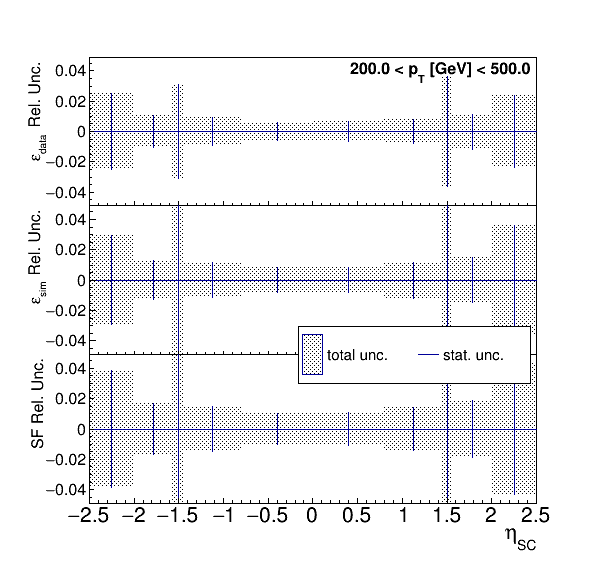 200.0 < p_T [GeV] < 500.0
ε_data Rel. Unc.
0.04
0.02
0
−0.02
−0.04
ε_sim Rel. Unc.
0.04
0.02
0
−0.02
−0.04
total unc.
stat. unc.
SF Rel. Unc.
0.04
0.02
0
−0.02
−0.04
−2.5 −2 −1.5 −1 −0.5 0 0.5 1 1.5 2 2.5
η_SC